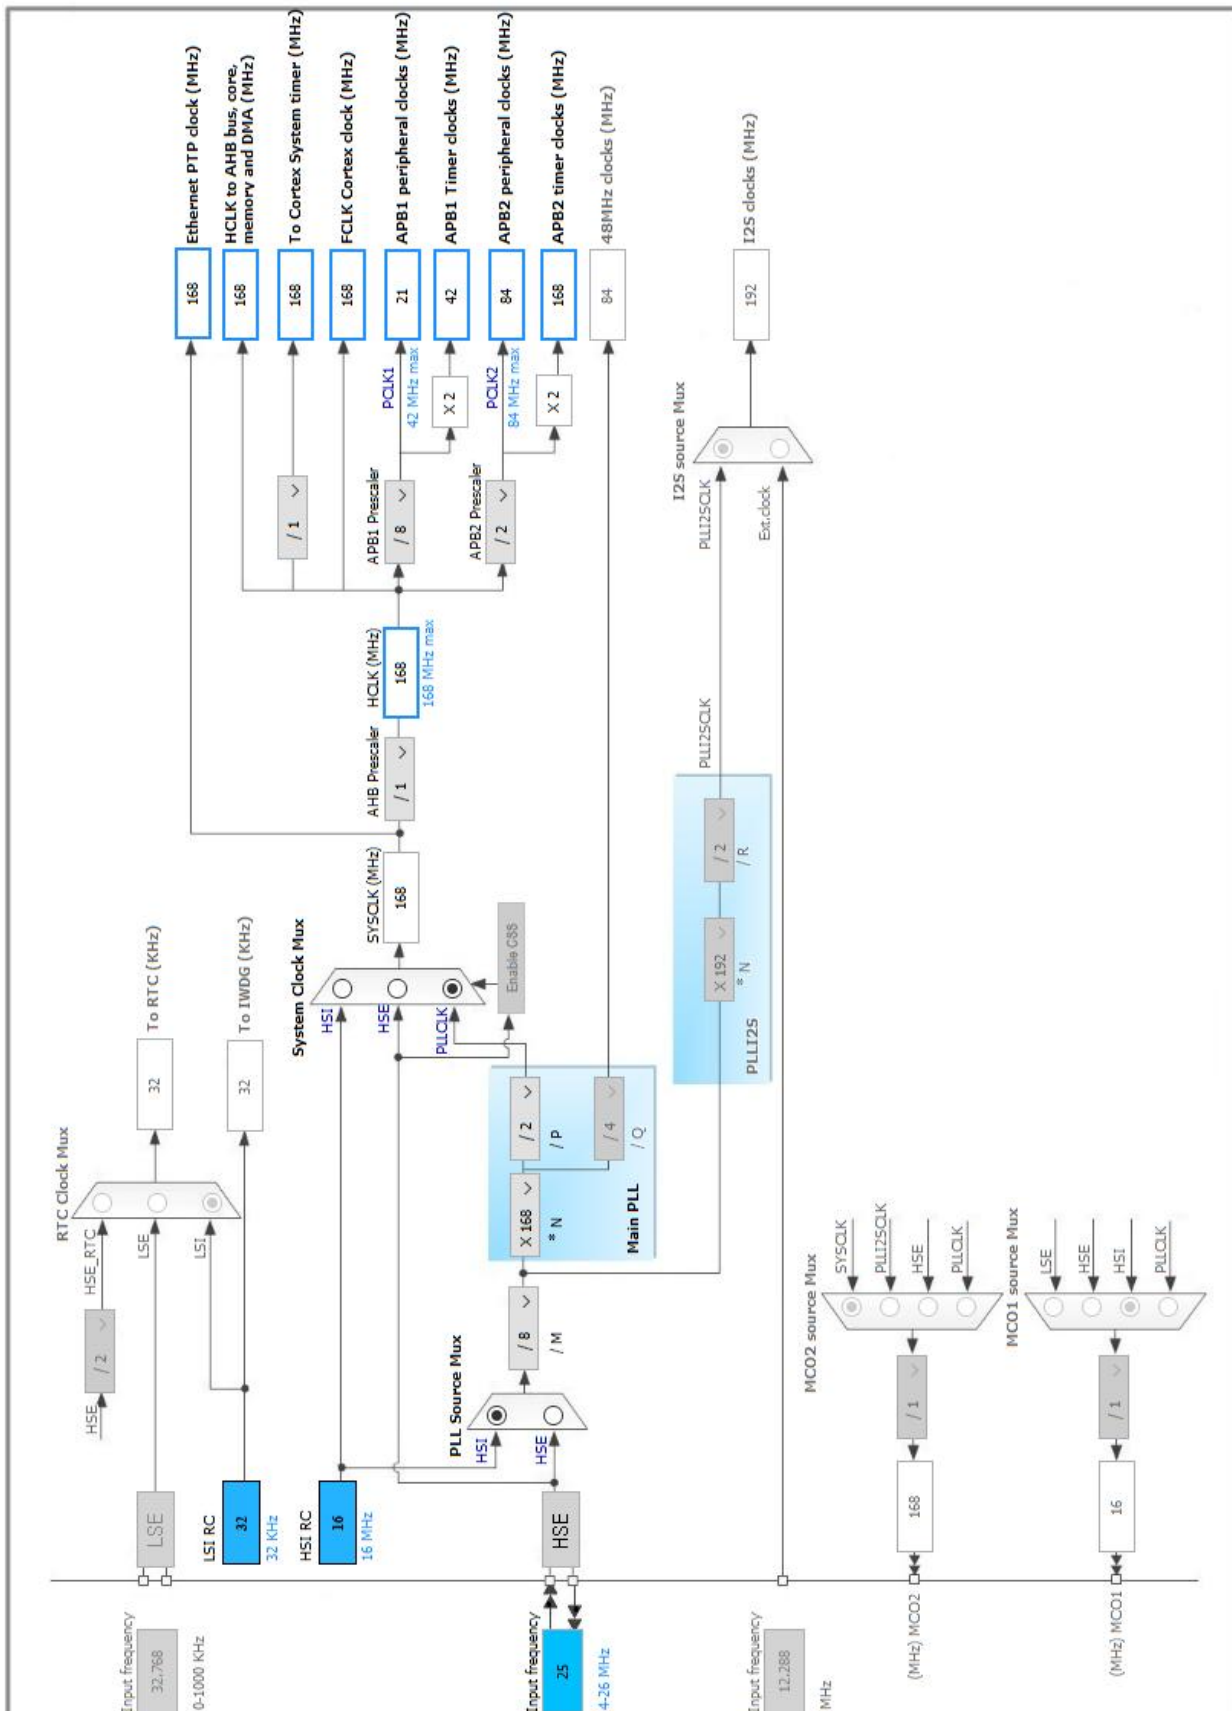 Input frequency
32.768
0-1000 KHz
LSE
HSE
/ 2
HSE_RTC
LSE
LSI
RTC Clock Mux
32
To RTC (KHz)
LSI RC
32
32 KHz
32
To IWDG (KHz)
HSI RC
16
16 MHz
System Clock Mux
HSI
HSE
PLLCLK
Enable CSS
SYSCLK (MHz)
168
AHB Prescaler
/ 1
HCLK (MHz)
168
168 MHz max
168
Ethernet PTP clock (MHz)
168
HCLK to AHB bus, core,
memory and DMA (MHz)
/ 1
168
To Cortex System timer (MHz)
168
FCLK Cortex clock (MHz)
APB1 Prescaler
/ 8
PCLK1
42 MHz max
21
APB1 peripheral clocks (MHz)
X 2
42
APB1 Timer clocks (MHz)
APB2 Prescaler
/ 2
PCLK2
84 MHz max
84
APB2 peripheral clocks (MHz)
X 2
168
APB2 timer clocks (MHz)
84
48MHz clocks (MHz)
Input frequency
25
4-26 MHz
HSE
PLL Source Mux
HSI
HSE
/ 8
/ M
X 168
* N
/ 2
/ P
/ 4
/ Q
Main PLL
X 192
* N
/ 2
/ R
PLLI2S
PLLI2SCLK
I2S source Mux
PLLI2SCLK
Ext.clock
192
I2S clocks (MHz)
Input frequency
12.288
MHz
MCO2 source Mux
SYSCLK
PLLI2SCLK
HSE
PLLCLK
/ 1
168
(MHz) MCO2
MCO1 source Mux
LSE
HSE
HSI
PLLCLK
/ 1
16
(MHz) MCO1